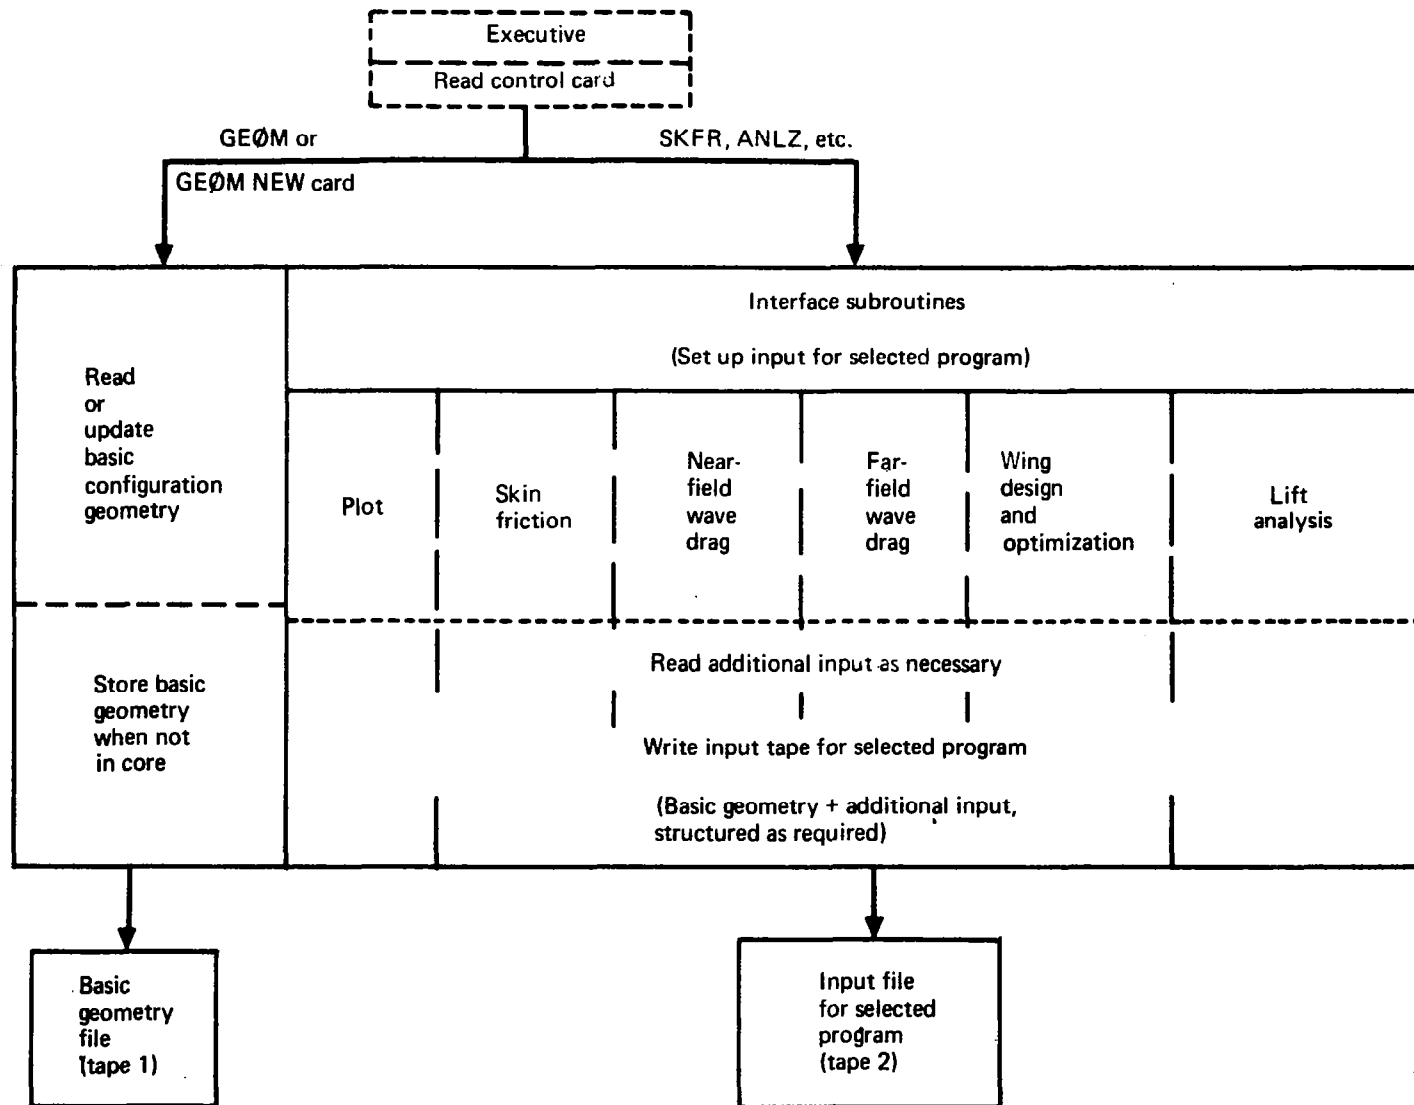 Executive
Read control card
GEØM or
GEØM NEW card
SKFR, ANLZ, etc.
Interface subroutines
(Set up input for selected program)
Read
or
update
basic
configuration
geometry
Plot
Skin
friction
Near-
field
wave
drag
Far-
field
wave
drag
Wing
design
and
optimization
Lift
analysis
Store basic
geometry
when not
in core
Read additional input as necessary
Write input tape for selected program
(Basic geometry + additional input,
structured as required)
Basic
geometry
file
(tape 1)
Input file
for selected
program
(tape 2)